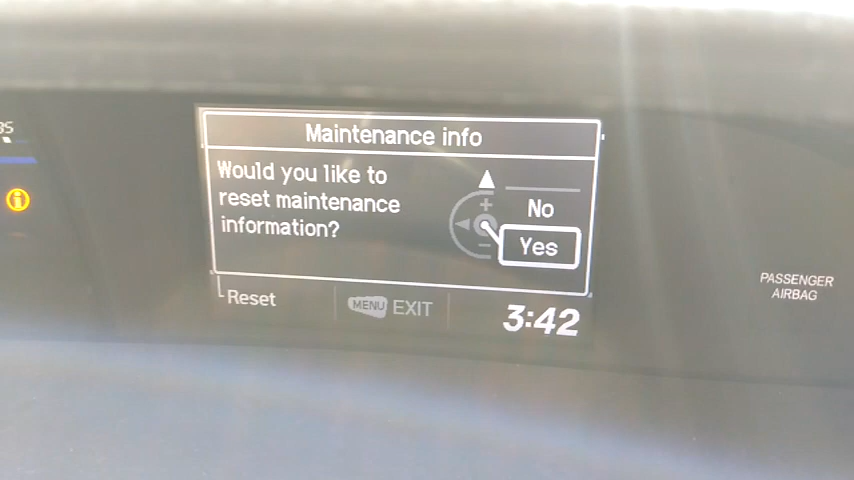 Maintenance info
Would you like to
reset maintenance
information?
No
Yes
Reset
MENU EXIT
3:42
PASSENGER
AIRBAG